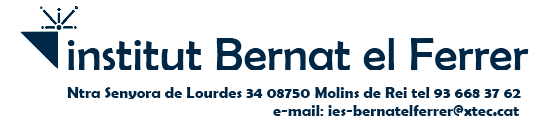 institut Bernat el Ferrer
Ntra Senyora de Lourdes 34 08750 Molins de Rei tel 93 668 37 62
e-mail: ies-bernatelferrer@xtec.cat